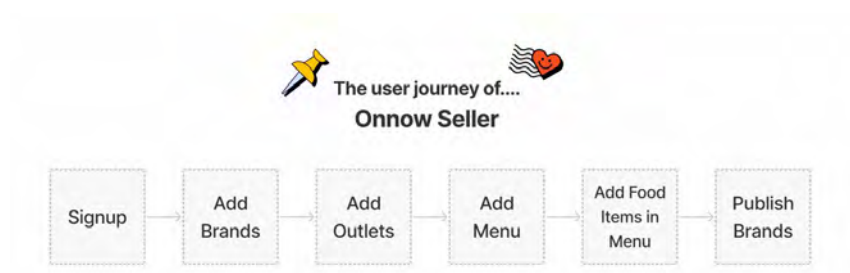 The user journey of....
Onnow Seller
Signup
Add
Brands
Add
Outlets
Add
Menu
Add Food
Items in
Menu
Publish
Brands